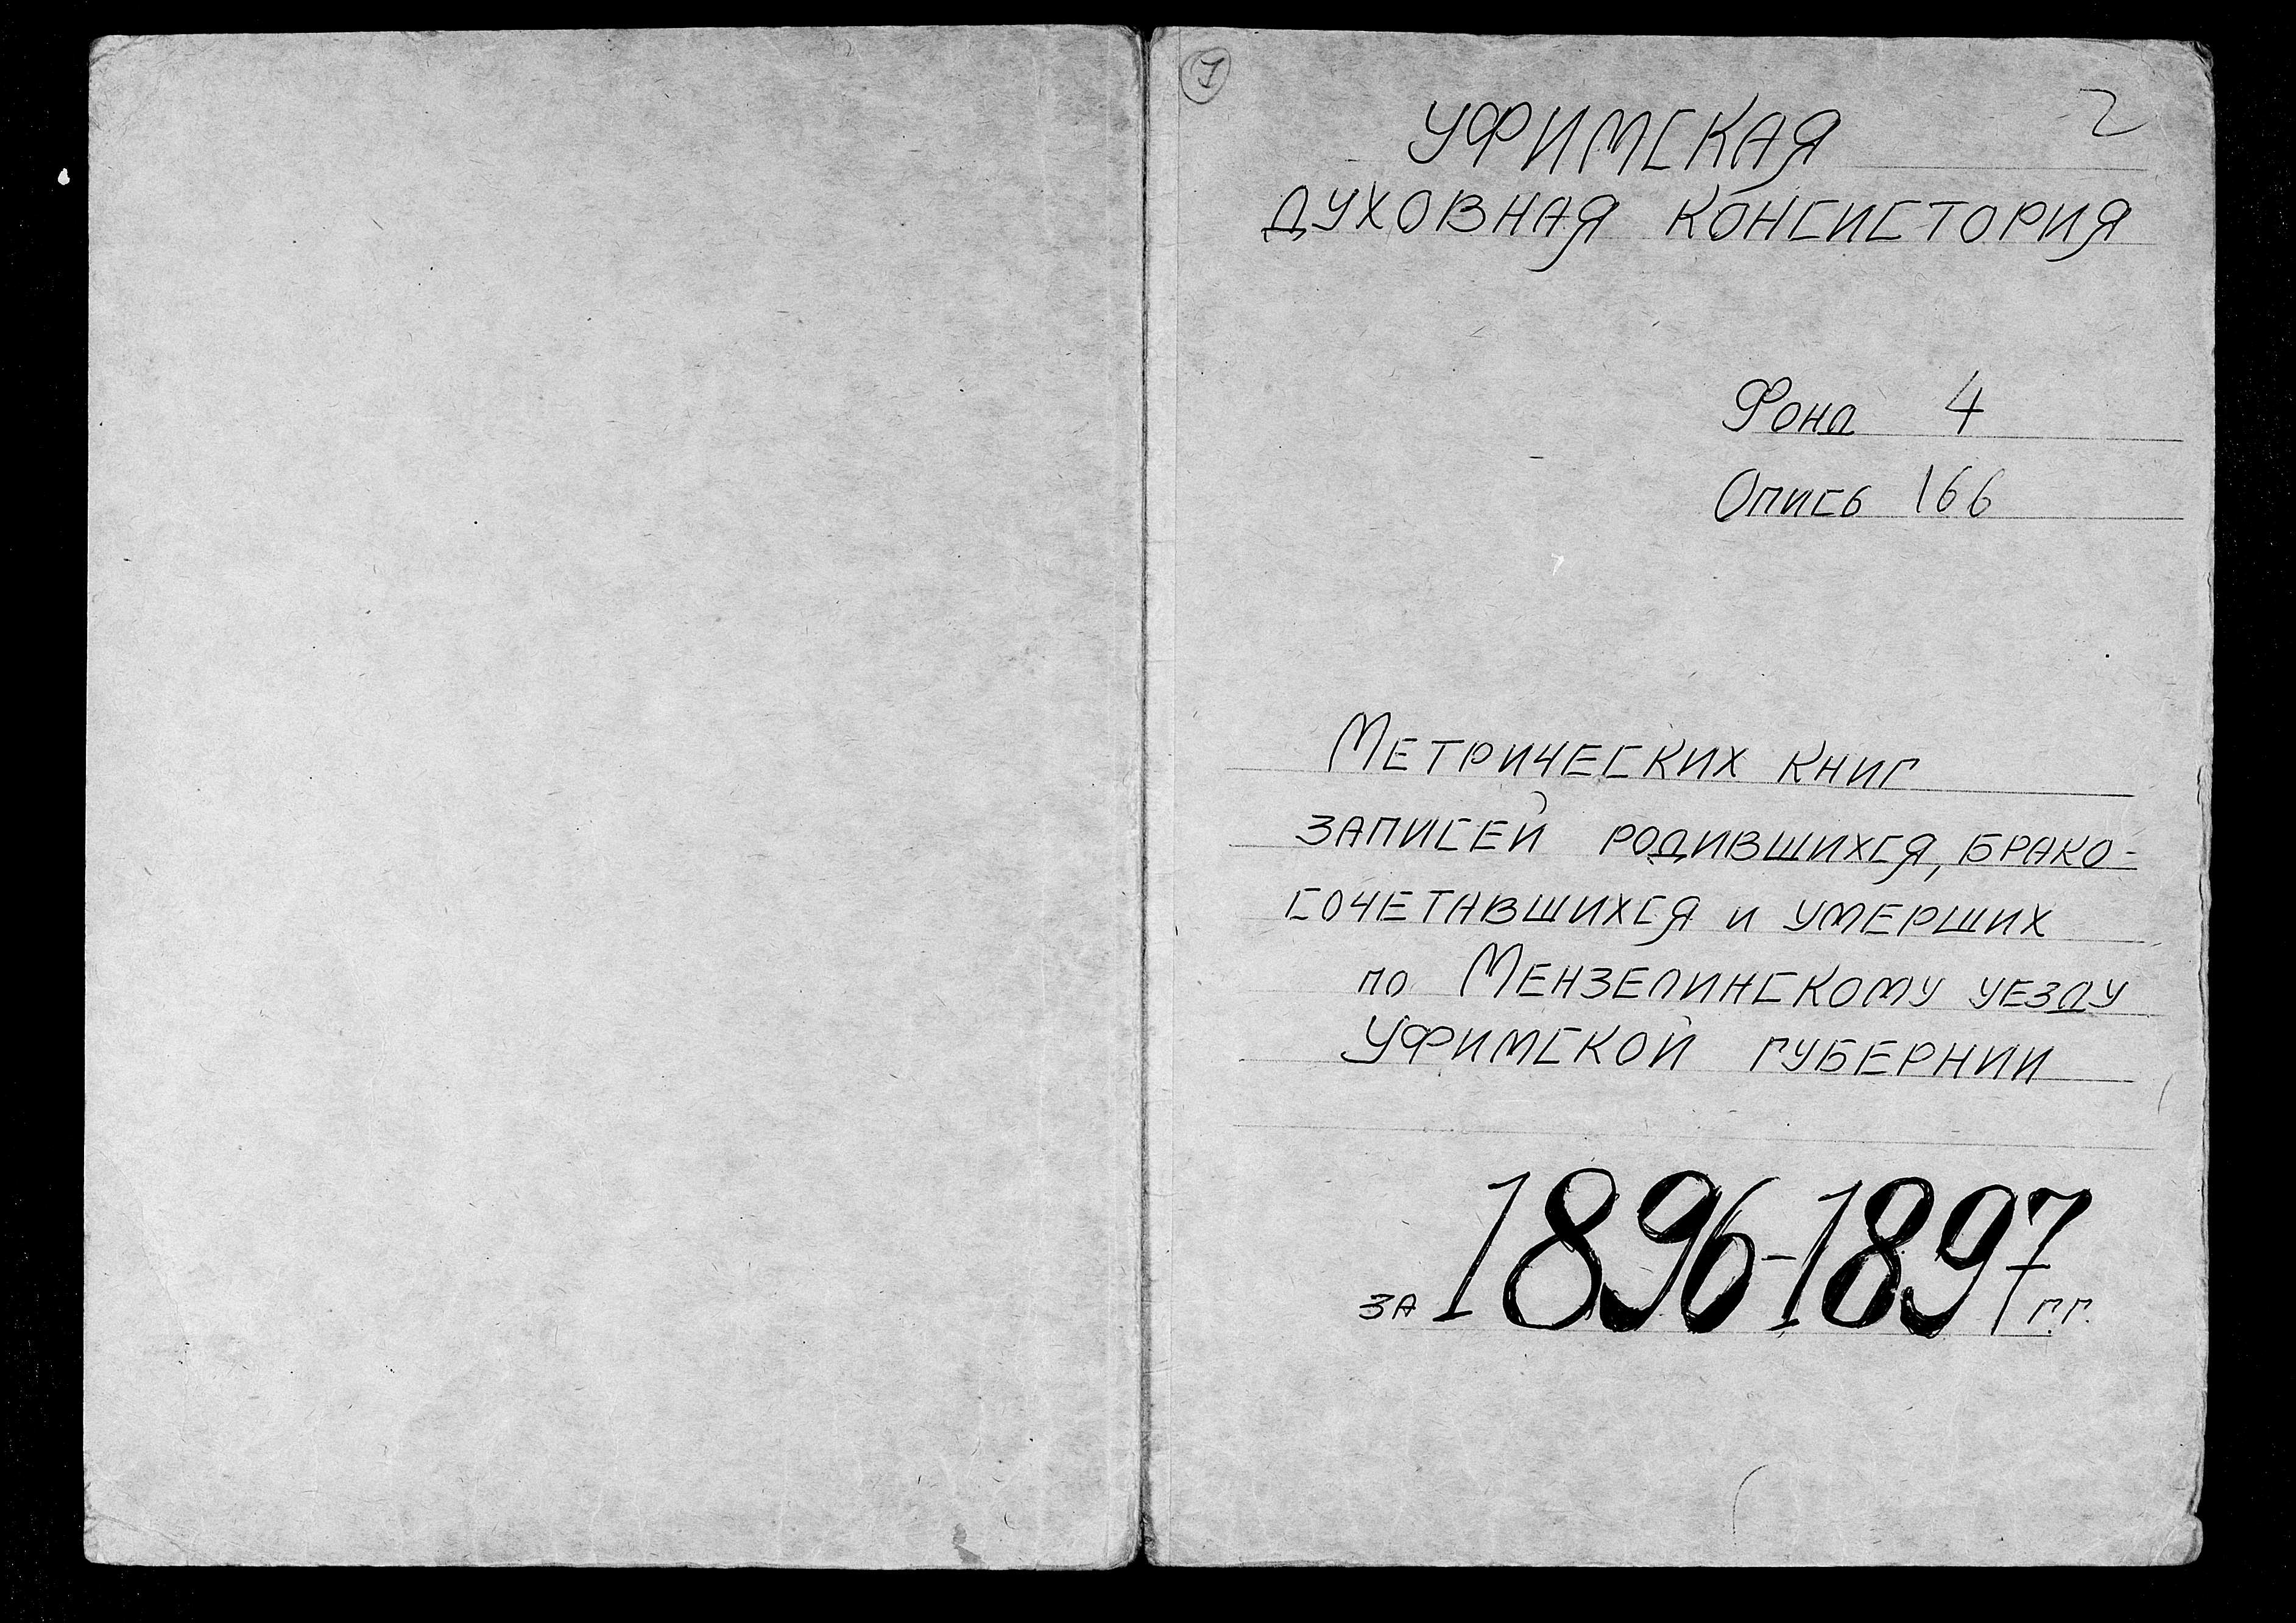 1
2
УФИМСКАЯ
ДУХОВНАЯ КОНСИСТОРИЯ
Фонд 4
Опись 166
МЕТРИЧЕСКИХ КНИГ
ЗАПИСЕЙ РОДИВШИХСЯ, БРАКО-
СОЧЕТАВШИХСЯ И УМЕРШИХ
ПО МЕНЗЕЛИНСКОМУ УЕЗДУ
УФИМСКОЙ ГУБЕРНИИ
ЗА 1896-1897 г.г.